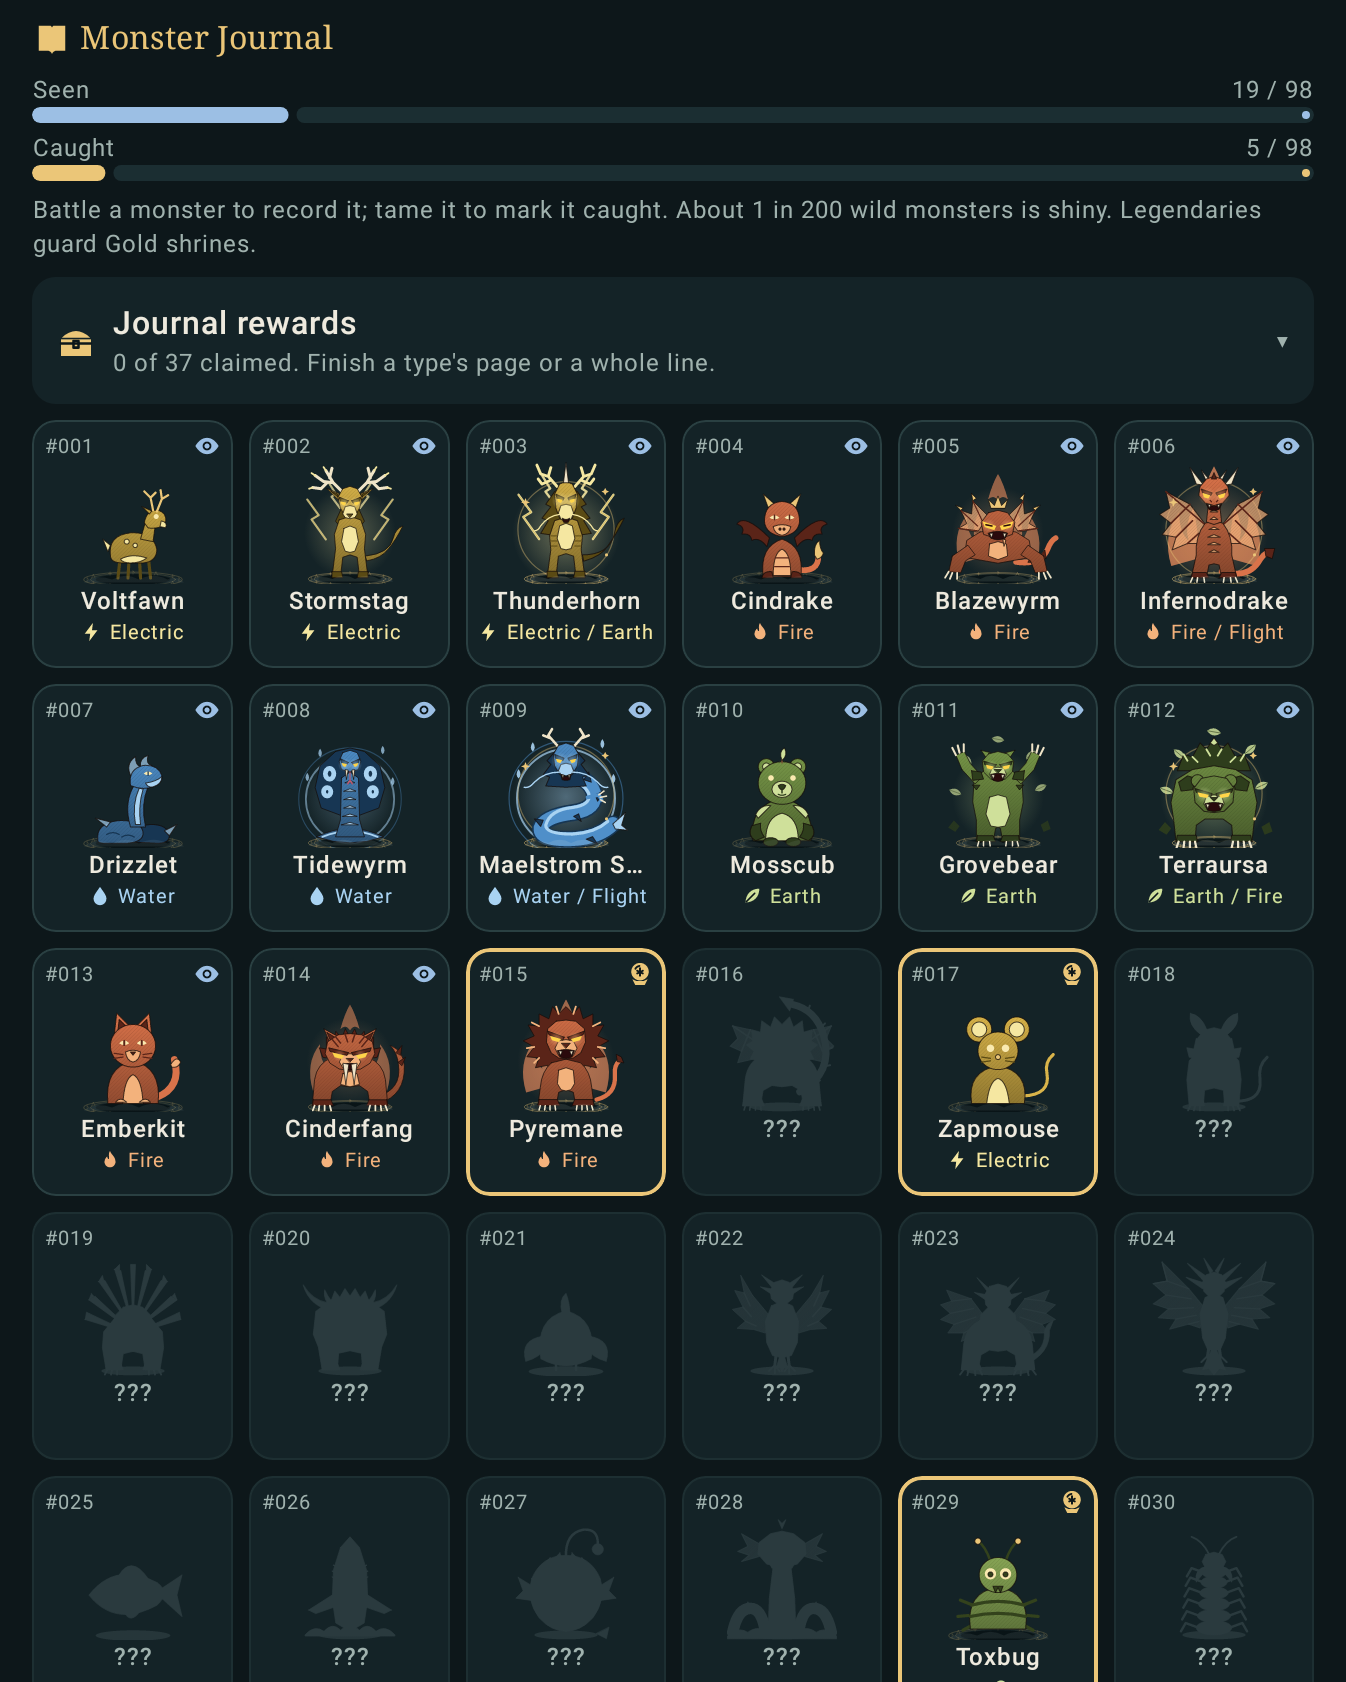 Monster Journal
Seen 19 / 98
Caught 5 / 98
Battle a monster to record it; tame it to mark it caught. About 1 in 200 wild monsters is shiny. Legendaries
guard Gold shrines.
Journal rewards
0 of 37 claimed. Finish a type's page or a whole line.
#001 #002 #003 #004 #005 #006
Voltfawn Stormstag Thunderhorn Cindrake Blazewyrm Infernodrake
Electric Electric Electric / Earth Fire Fire Fire / Flight
#007 #008 #009 #010 #011 #012
Drizzlet Tidewyrm Maelstrom S... Mosscub Grovebear Terraursa
Water Water Water / Flight Earth Earth Earth / Fire
#013 #014 #015 #016 #017 #018
Emberkit Cinderfang Pyremane ??? Zapmouse ???
Fire Fire Fire Electric
#019 #020 #021 #022 #023 #024
??? ??? ??? ??? ??? ???
#025 #026 #027 #028 #029 #030
??? ??? ??? ??? Toxbug ???